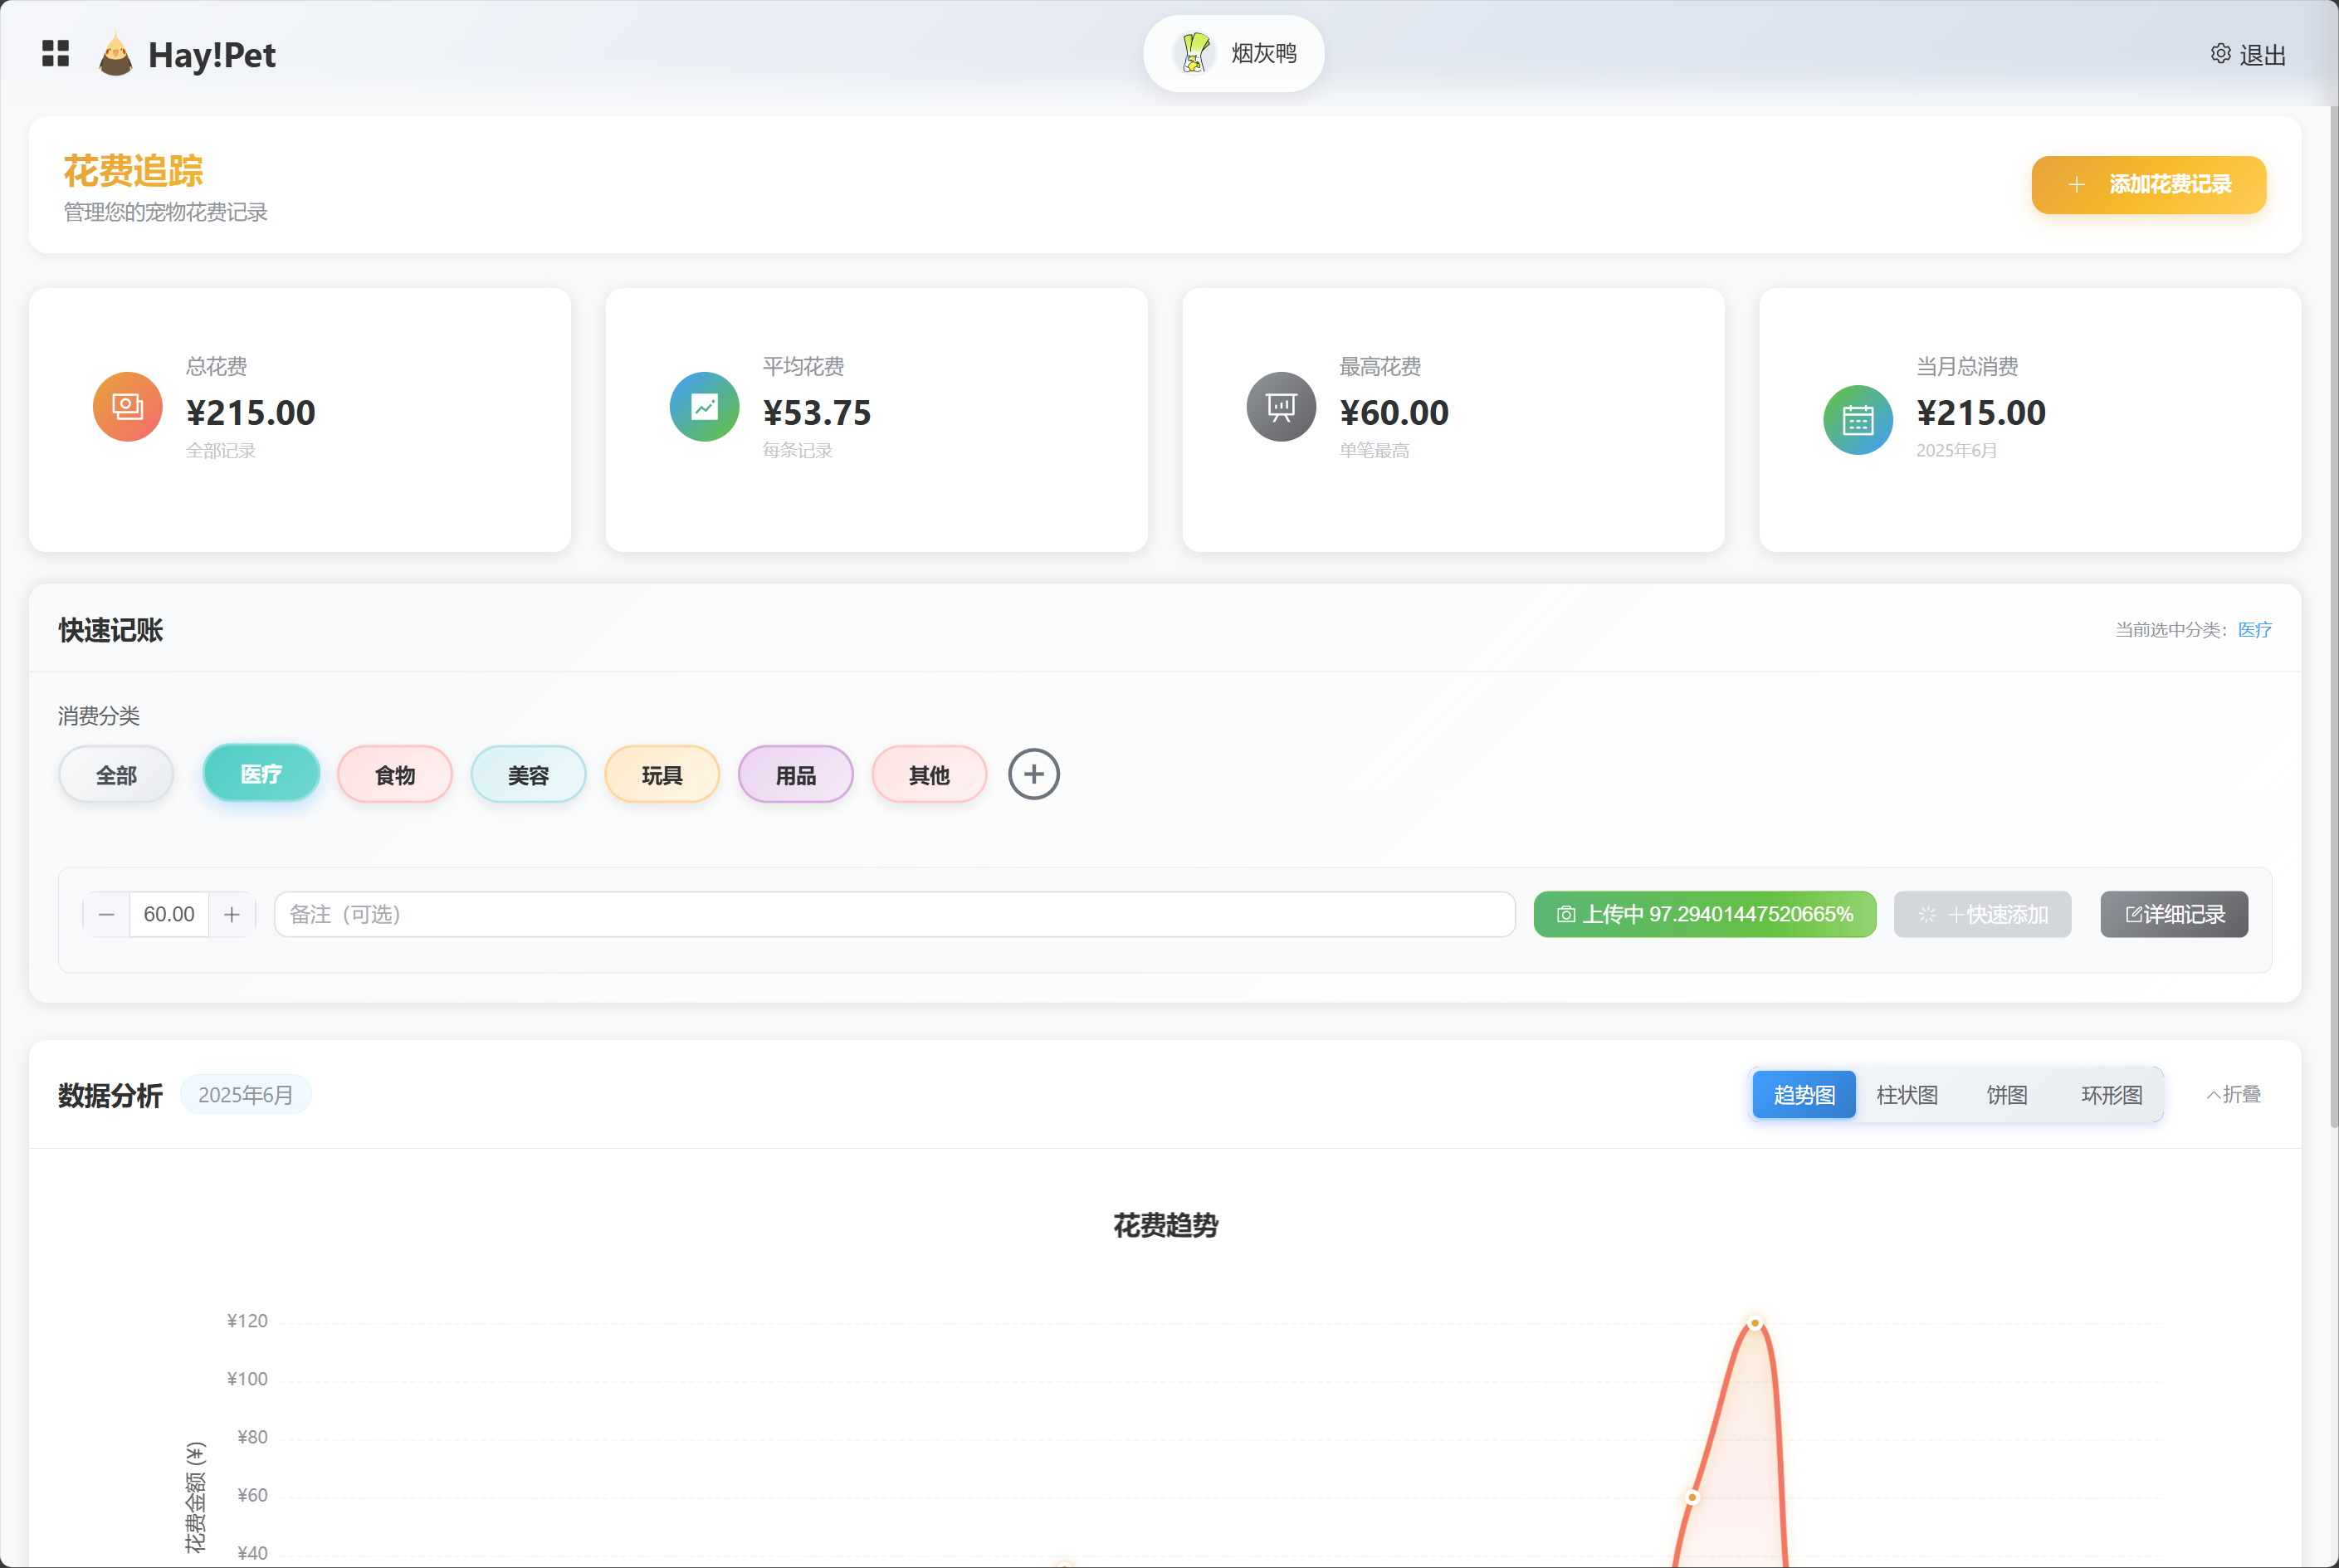 Hay!Pet
烟灰鸭
退出
花费追踪
管理您的宠物花费记录
添加花费记录
总花费
¥215.00
全部记录
平均花费
¥53.75
每条记录
最高花费
¥60.00
单笔最高
当月总消费
¥215.00
2025年6月
快速记账
当前选中分类：医疗
消费分类
全部
医疗
食物
美容
玩具
用品
其他
60.00
备注（可选）
上传中 97.29401447520665%
快速添加
详细记录
数据分析
2025年6月
趋势图
柱状图
饼图
环形图
折叠
花费趋势
¥120
¥100
¥80
¥60
¥40
花费金额 (¥)